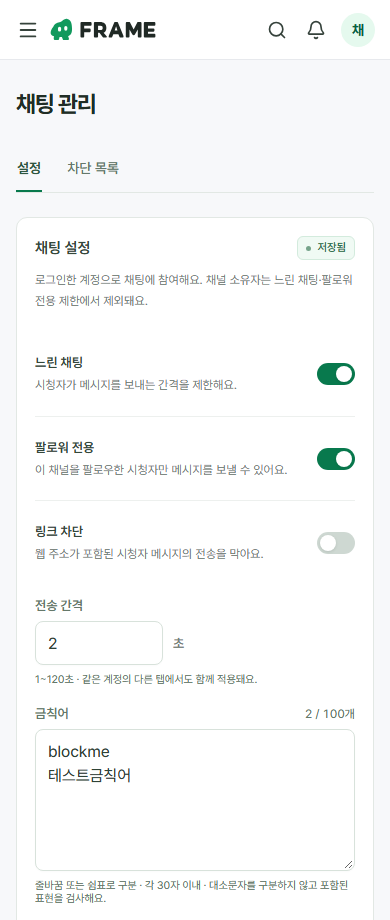 FRAME
채
채팅 관리
설정
차단 목록
채팅 설정
저장됨
로그인한 계정으로 채팅에 참여해요. 채널 소유자는 느린 채팅·팔로워
전용 제한에서 제외돼요.
느린 채팅
시청자가 메시지를 보내는 간격을 제한해요.
팔로워 전용
이 채널을 팔로우한 시청자만 메시지를 보낼 수 있어요.
링크 차단
웹 주소가 포함된 시청자 메시지의 전송을 막아요.
전송 간격
2
초
1~120초 · 같은 계정의 다른 탭에서도 함께 적용돼요.
금칙어
2 / 100개
blockme
테스트금칙어
줄바꿈 또는 쉼표로 구분 · 각 30자 이내 · 대소문자를 구분하지 않고 포함된
표현을 검사해요.